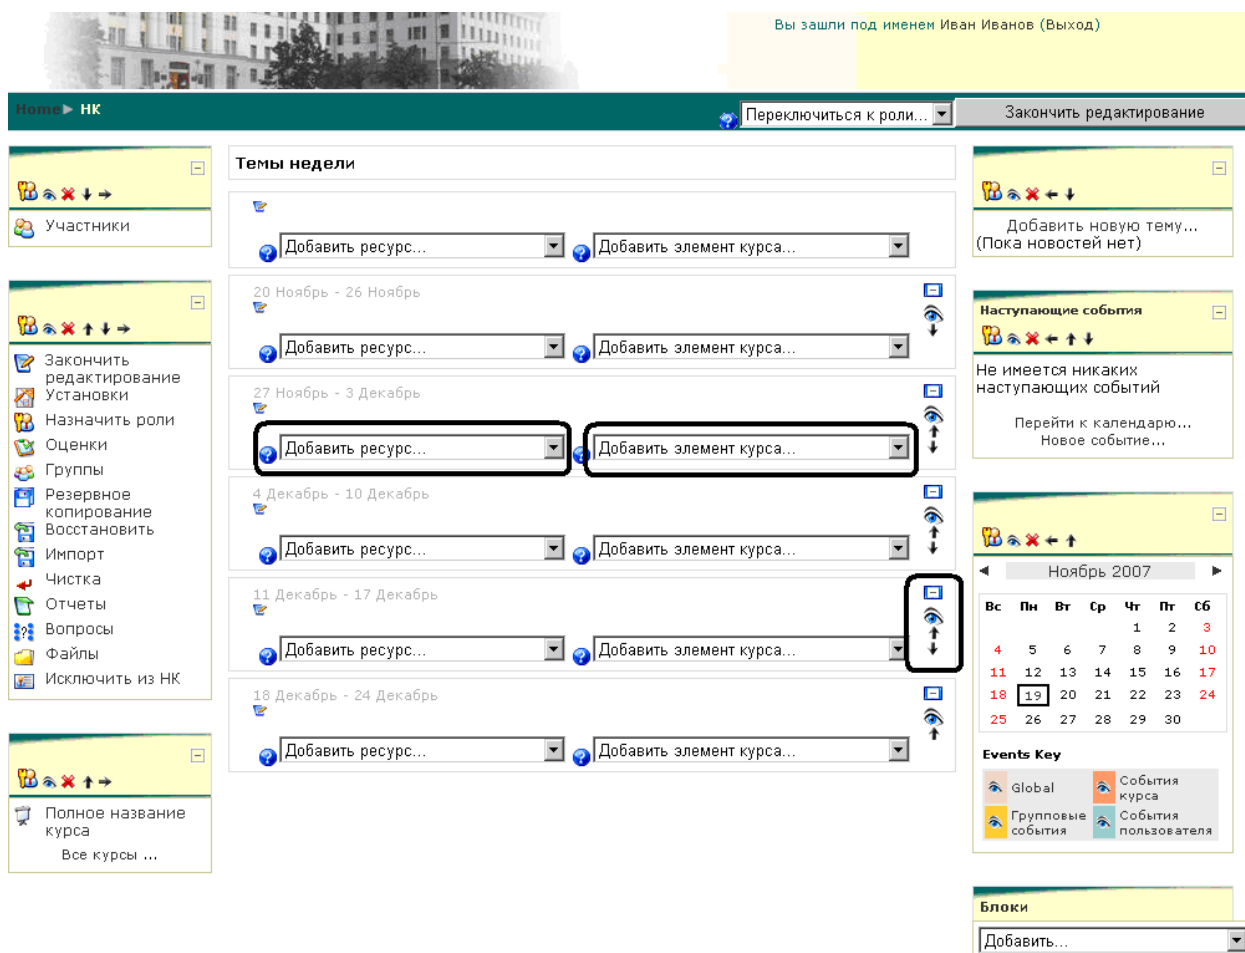 Вы зашли под именем Иван Иванов (Выход)
Home ► НК
Переключиться к роли...
Закончить редактирование
Участники
Закончить
редактирование
Установки
Назначить роли
Оценки
Группы
Резервное
копирование
Восстановить
Импорт
Чистка
Отчеты
Вопросы
Файлы
Исключить из НК
Полное название
курса
Все курсы ...
Темы недели
Добавить ресурс... Добавить элемент курса...
20 Ноябрь - 26 Ноябрь
Добавить ресурс... Добавить элемент курса...
27 Ноябрь - 3 Декабрь
Добавить ресурс... Добавить элемент курса...
4 Декабрь - 10 Декабрь
Добавить ресурс... Добавить элемент курса...
11 Декабрь - 17 Декабрь
Добавить ресурс... Добавить элемент курса...
18 Декабрь - 24 Декабрь
Добавить ресурс... Добавить элемент курса...
Добавить новую тему...
(Пока новостей нет)
Наступающие события
Не имеется никаких
наступающих событий
Перейти к календарю...
Новое событие...
Ноябрь 2007
Вс Пн Вт Ср Чт Пт Сб
1 2 3
4 5 6 7 8 9 10
11 12 13 14 15 16 17
18 19 20 21 22 23 24
25 26 27 28 29 30
Events Key
Global
События
курса
Групповые
события
События
пользователя
Блоки
Добавить...